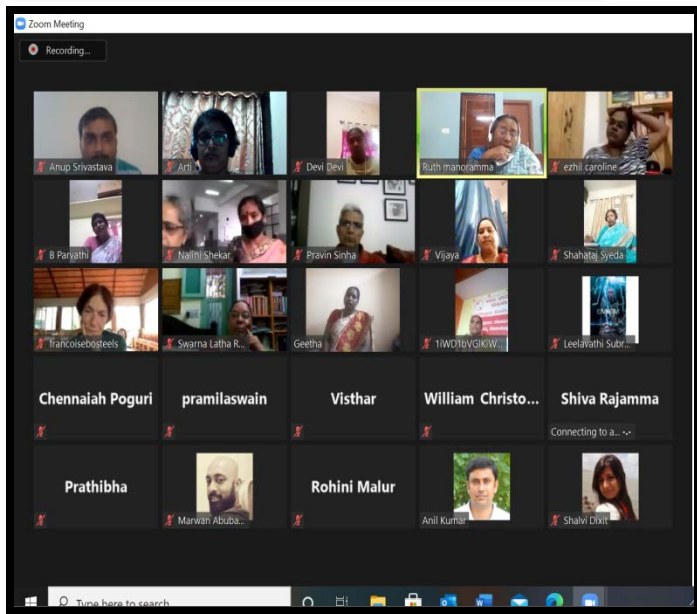 Zoom Meeting
Recording...
Anup Srivastava
Arti
Devi Devi
Ruth manoramma
ezhil caroline
B Parvathi
Nalini Shekar
Pravin Sinha
Vijaya
Shahataj Syeda
francoisebosteels
Swarna Latha R...
Geetha
1iWD1bVGlKiW...
Leelavathi Subr...
Chennaiah Poguri
pramilaswain
Visthar
William Christo...
Shiva Rajamma
Connecting to a...
Prathibha
Marwan Abuba...
Rohini Malur
Anil Kumar
Shalvi Dixit
Type here to search